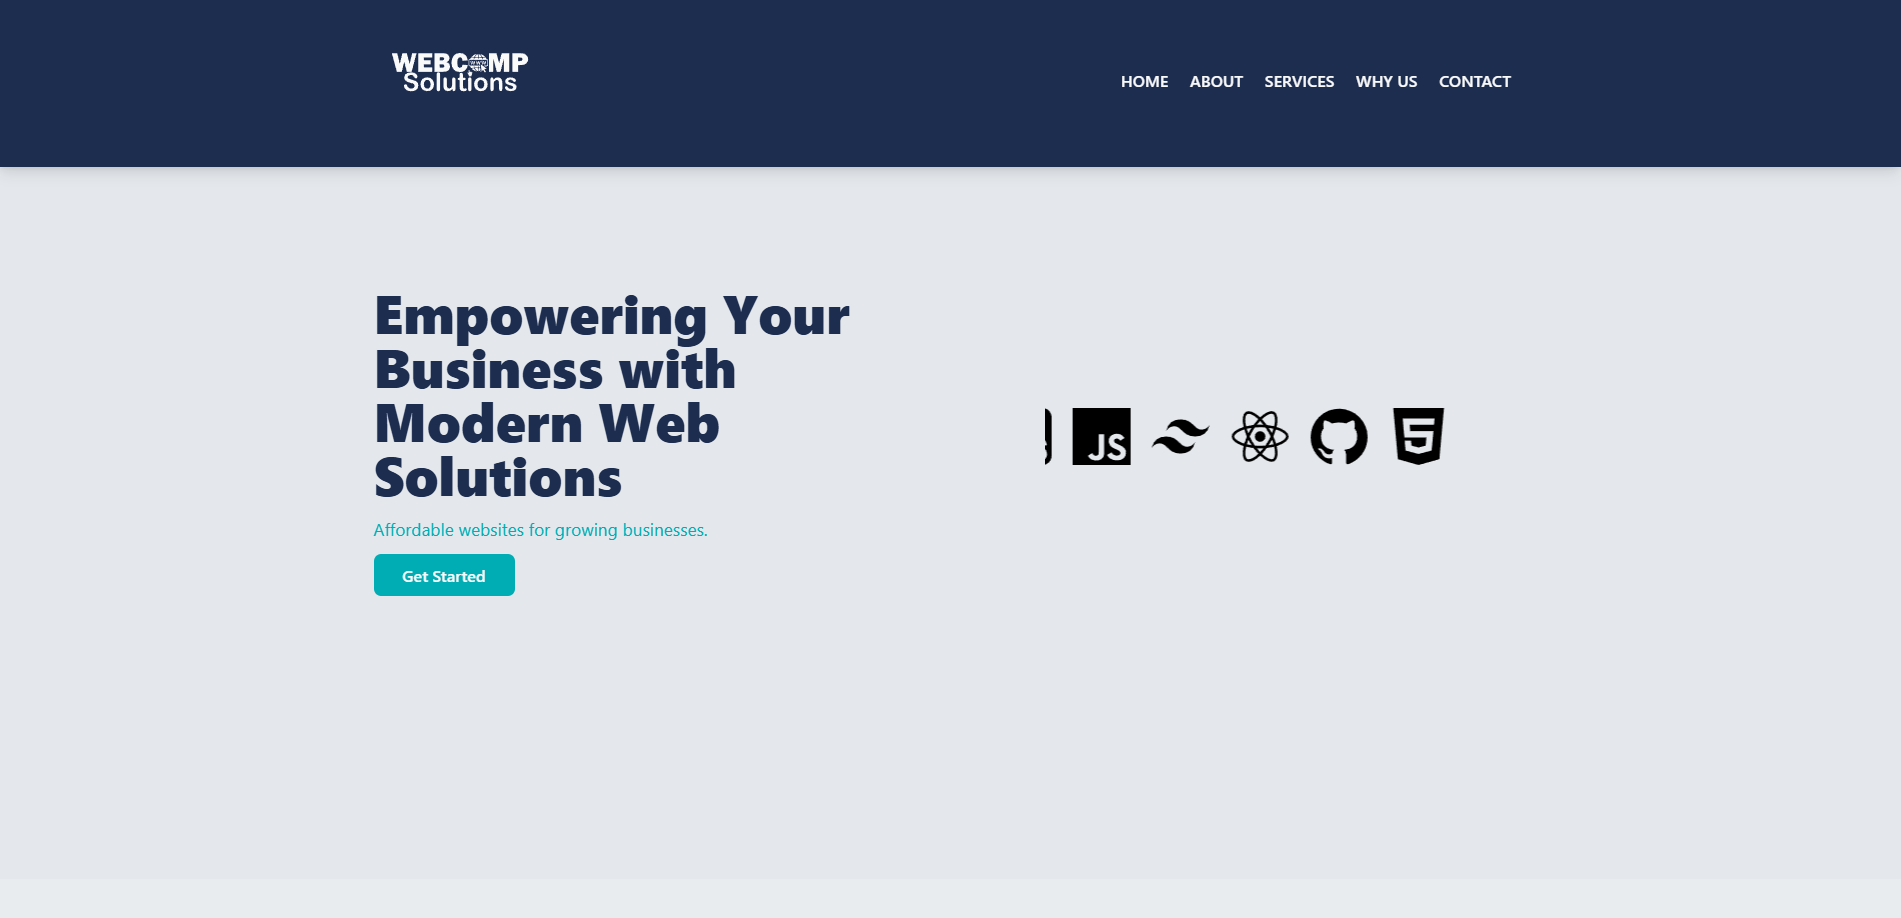 WEBCOMP
Solutions
HOME ABOUT SERVICES WHY US CONTACT
Empowering Your
Business with
Modern Web
Solutions
Affordable websites for growing businesses.
Get Started
JS
5